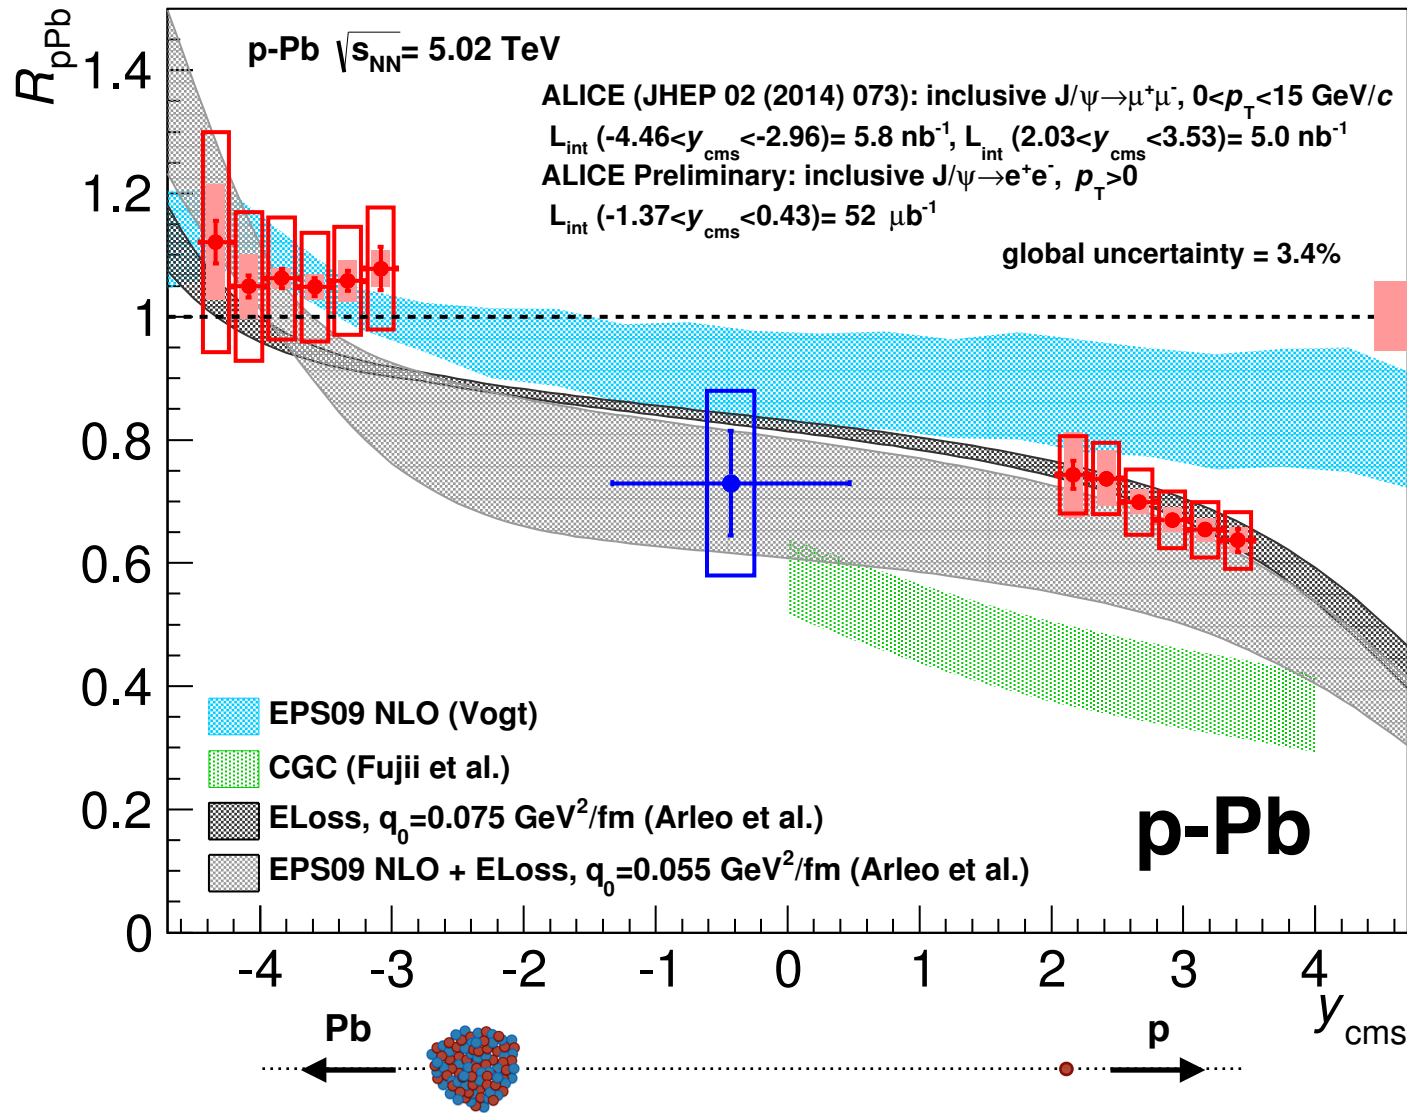 p-Pb √s_NN = 5.02 TeV
ALICE (JHEP 02 (2014) 073): inclusive J/ψ→μ⁺μ⁻, 0<p_T<15 GeV/c
L_int (-4.46<y_cms<-2.96)= 5.8 nb⁻¹, L_int (2.03<y_cms<3.53)= 5.0 nb⁻¹
ALICE Preliminary: inclusive J/ψ→e⁺e⁻, p_T>0
L_int (-1.37<y_cms<0.43)= 52 μb⁻¹
global uncertainty = 3.4%
R_pPb
1.4
1.2
1
0.8
0.6
0.4
0.2
0
EPS09 NLO (Vogt)
CGC (Fujii et al.)
ELoss, q_0=0.075 GeV²/fm (Arleo et al.)
EPS09 NLO + ELoss, q_0=0.055 GeV²/fm (Arleo et al.)
p-Pb
-4 -3 -2 -1 0 1 2 3 4
y_cms
Pb p